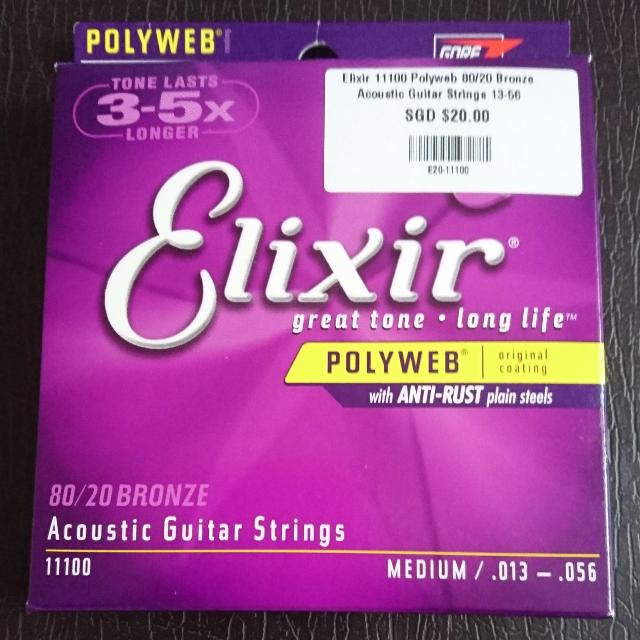 POLYWEB®
GORE
TONE LASTS
3-5x
LONGER
Elixir 11100 Polyweb 80/20 Bronze
Acoustic Guitar Strings 13-56
SGD $20.00
E20-11100
Elixir®
great tone · long life™
POLYWEB® original
coating
with ANTI-RUST plain steels
80/20 BRONZE
Acoustic Guitar Strings
11100
MEDIUM / .013 – .056